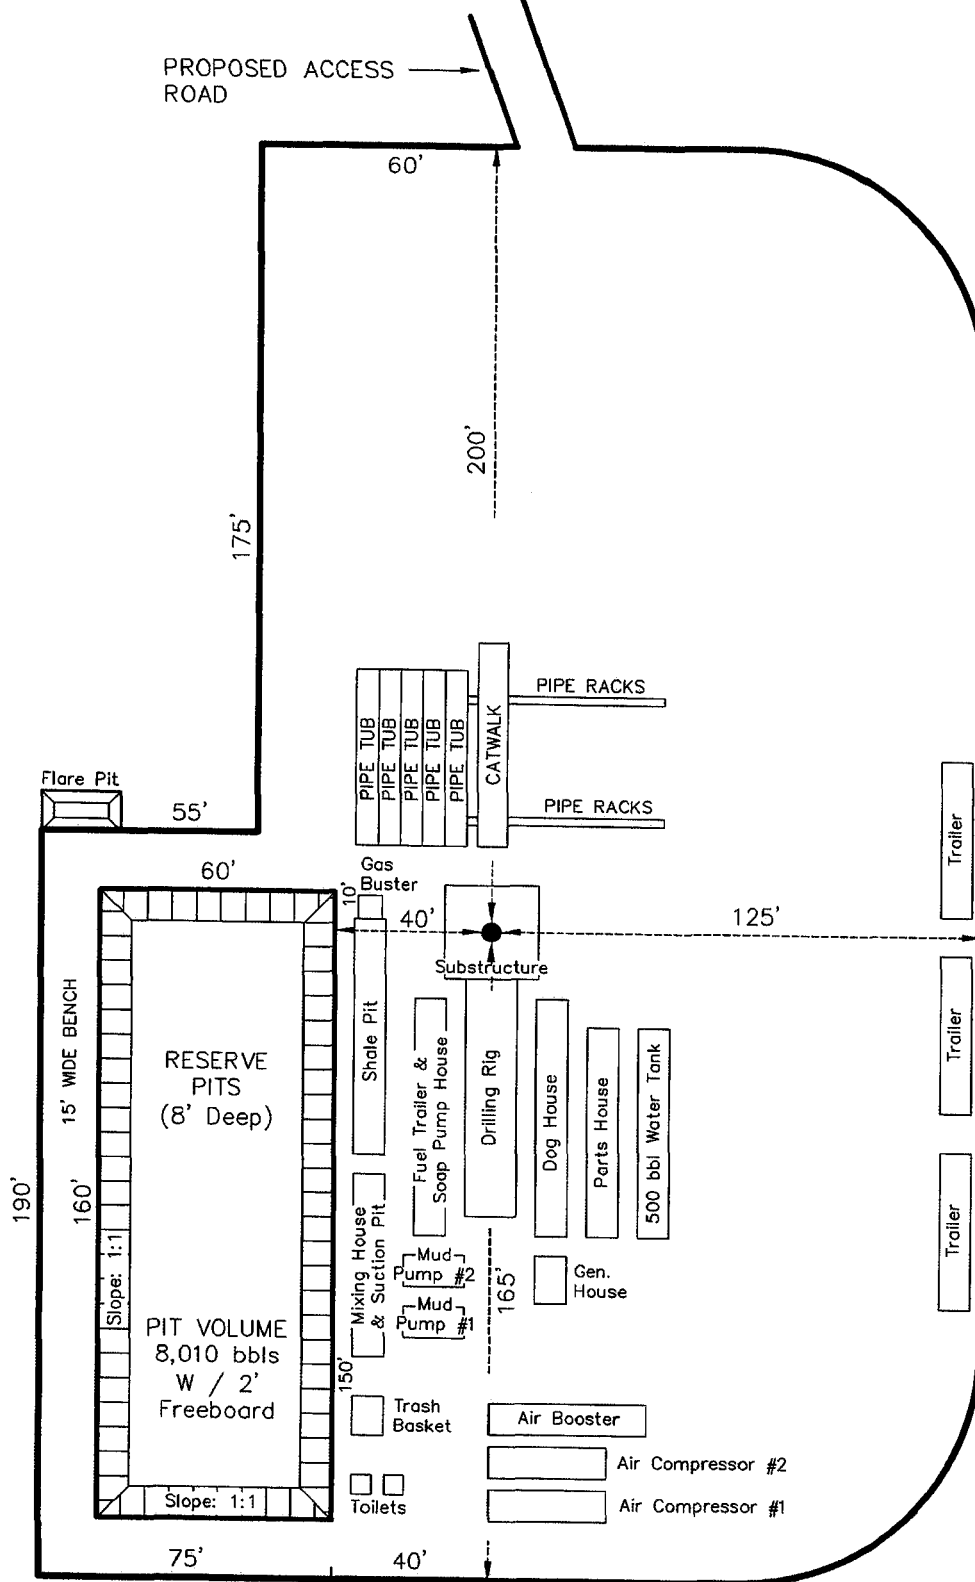 PROPOSED ACCESS
ROAD
60'
200'
175'
PIPE TUB
PIPE TUB
PIPE TUB
PIPE TUB
PIPE TUB
CATWALK
PIPE RACKS
PIPE RACKS
Flare Pit
55'
Trailer
60'
Gas
Buster
10'
40'
125'
Substructure
15' WIDE BENCH
RESERVE
PITS
(8' Deep)
Shale Pit
Fuel Trailer &
Soap Pump House
Drilling Rig
Dog House
Parts House
500 bbl Water Tank
Trailer
190'
160'
Slope: 1:1
Mixing House
& Suction Pit
Mud
Pump #2
Mud
Pump #1
165'
Gen.
House
Trailer
PIT VOLUME
8,010 bbls
W / 2'
Freeboard
150'
Trash
Basket
Air Booster
Air Compressor #2
Slope: 1:1
Toilets
Air Compressor #1
75'
40'